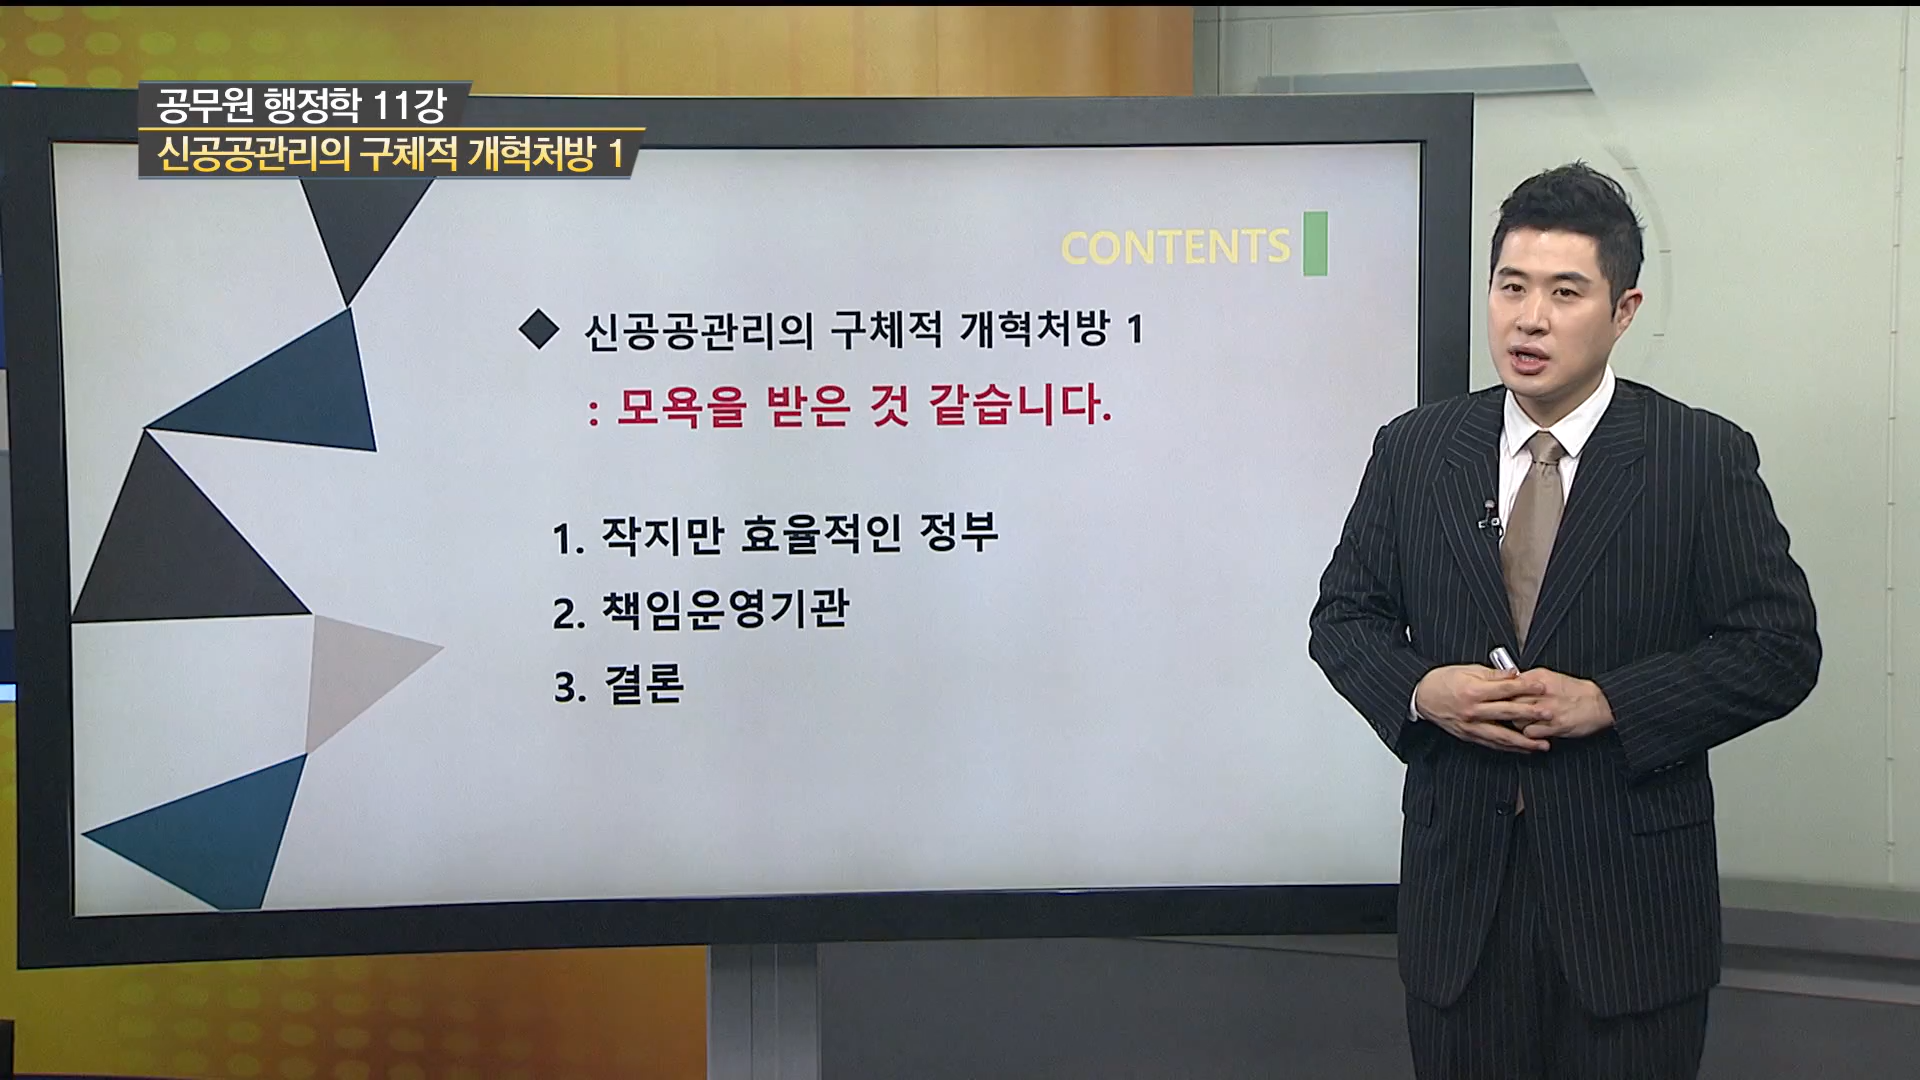 공무원 행정학 11강
신공공관리의 구체적 개혁처방 1
CONTENTS
◆ 신공공관리의 구체적 개혁처방 1
: 모욕을 받은 것 같습니다.
1. 작지만 효율적인 정부
2. 책임운영기관
3. 결론